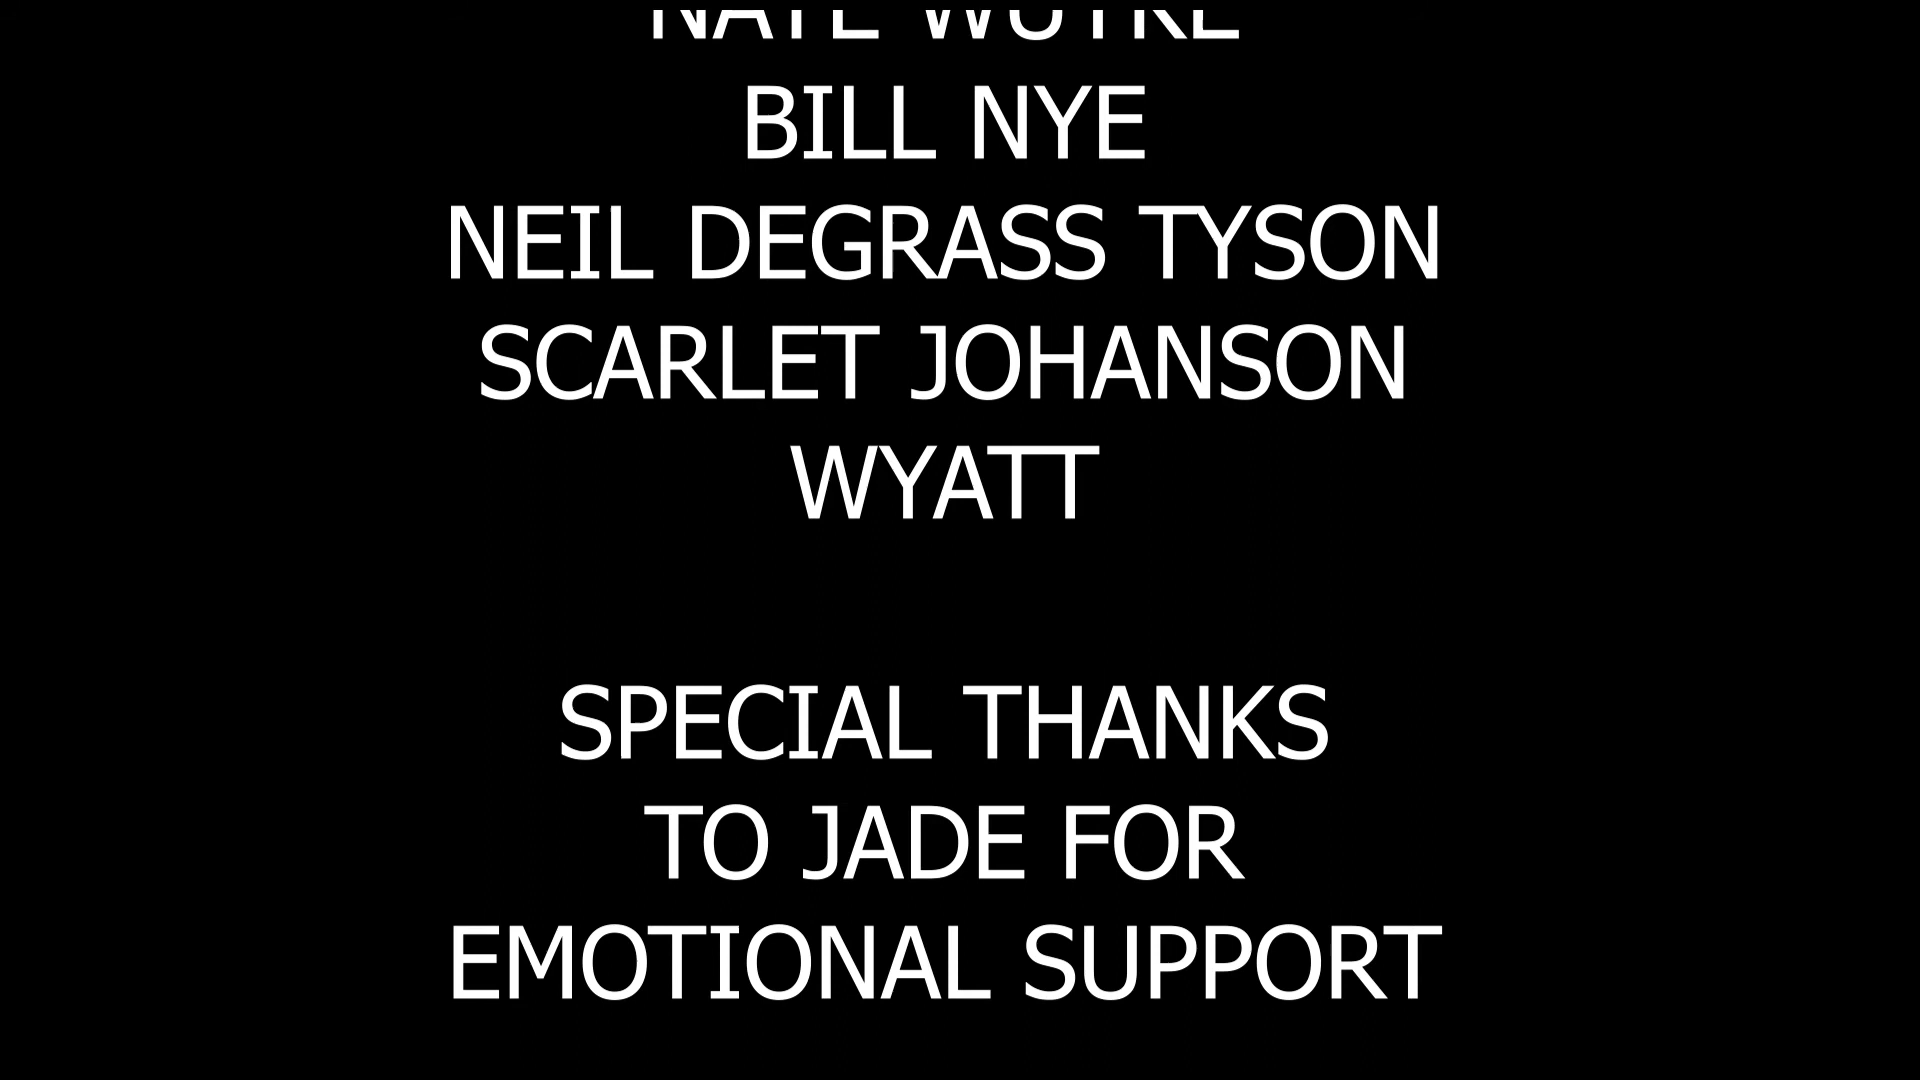 BILL NYE
NEIL DEGRASS TYSON
SCARLET JOHANSON
WYATT
SPECIAL THANKS
TO JADE FOR
EMOTIONAL SUPPORT